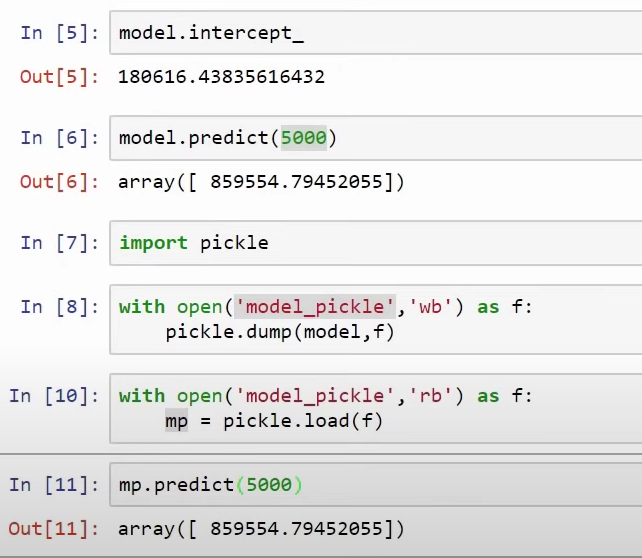 In [5]: model.intercept_
Out[5]: 180616.43835616432
In [6]: model.predict(5000)
Out[6]: array([ 859554.79452055])
In [7]: import pickle
In [8]: with open('model_pickle','wb') as f:
    pickle.dump(model,f)
In [10]: with open('model_pickle','rb') as f:
    mp = pickle.load(f)
In [11]: mp.predict(5000)
Out[11]: array([ 859554.79452055])